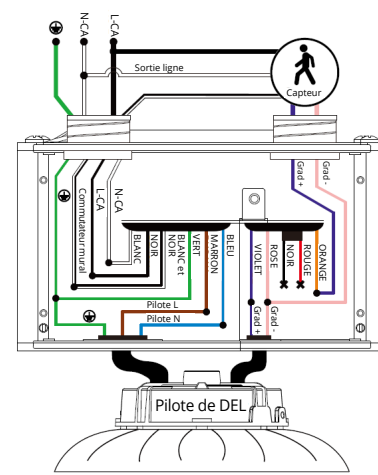 N-CA
L-CA
Sortie ligne
Capteur
Grad +
Grad -
Commutateur mural
L-CA
N-CA
BLANC
NOIR
BLANC et
NOIR
VERT
MARRON
BLEU
VIOLET
ROSE
NOIR
ROUGE
ORANGE
Pilote L
Pilote N
Grad +
Grad -
Pilote de DEL